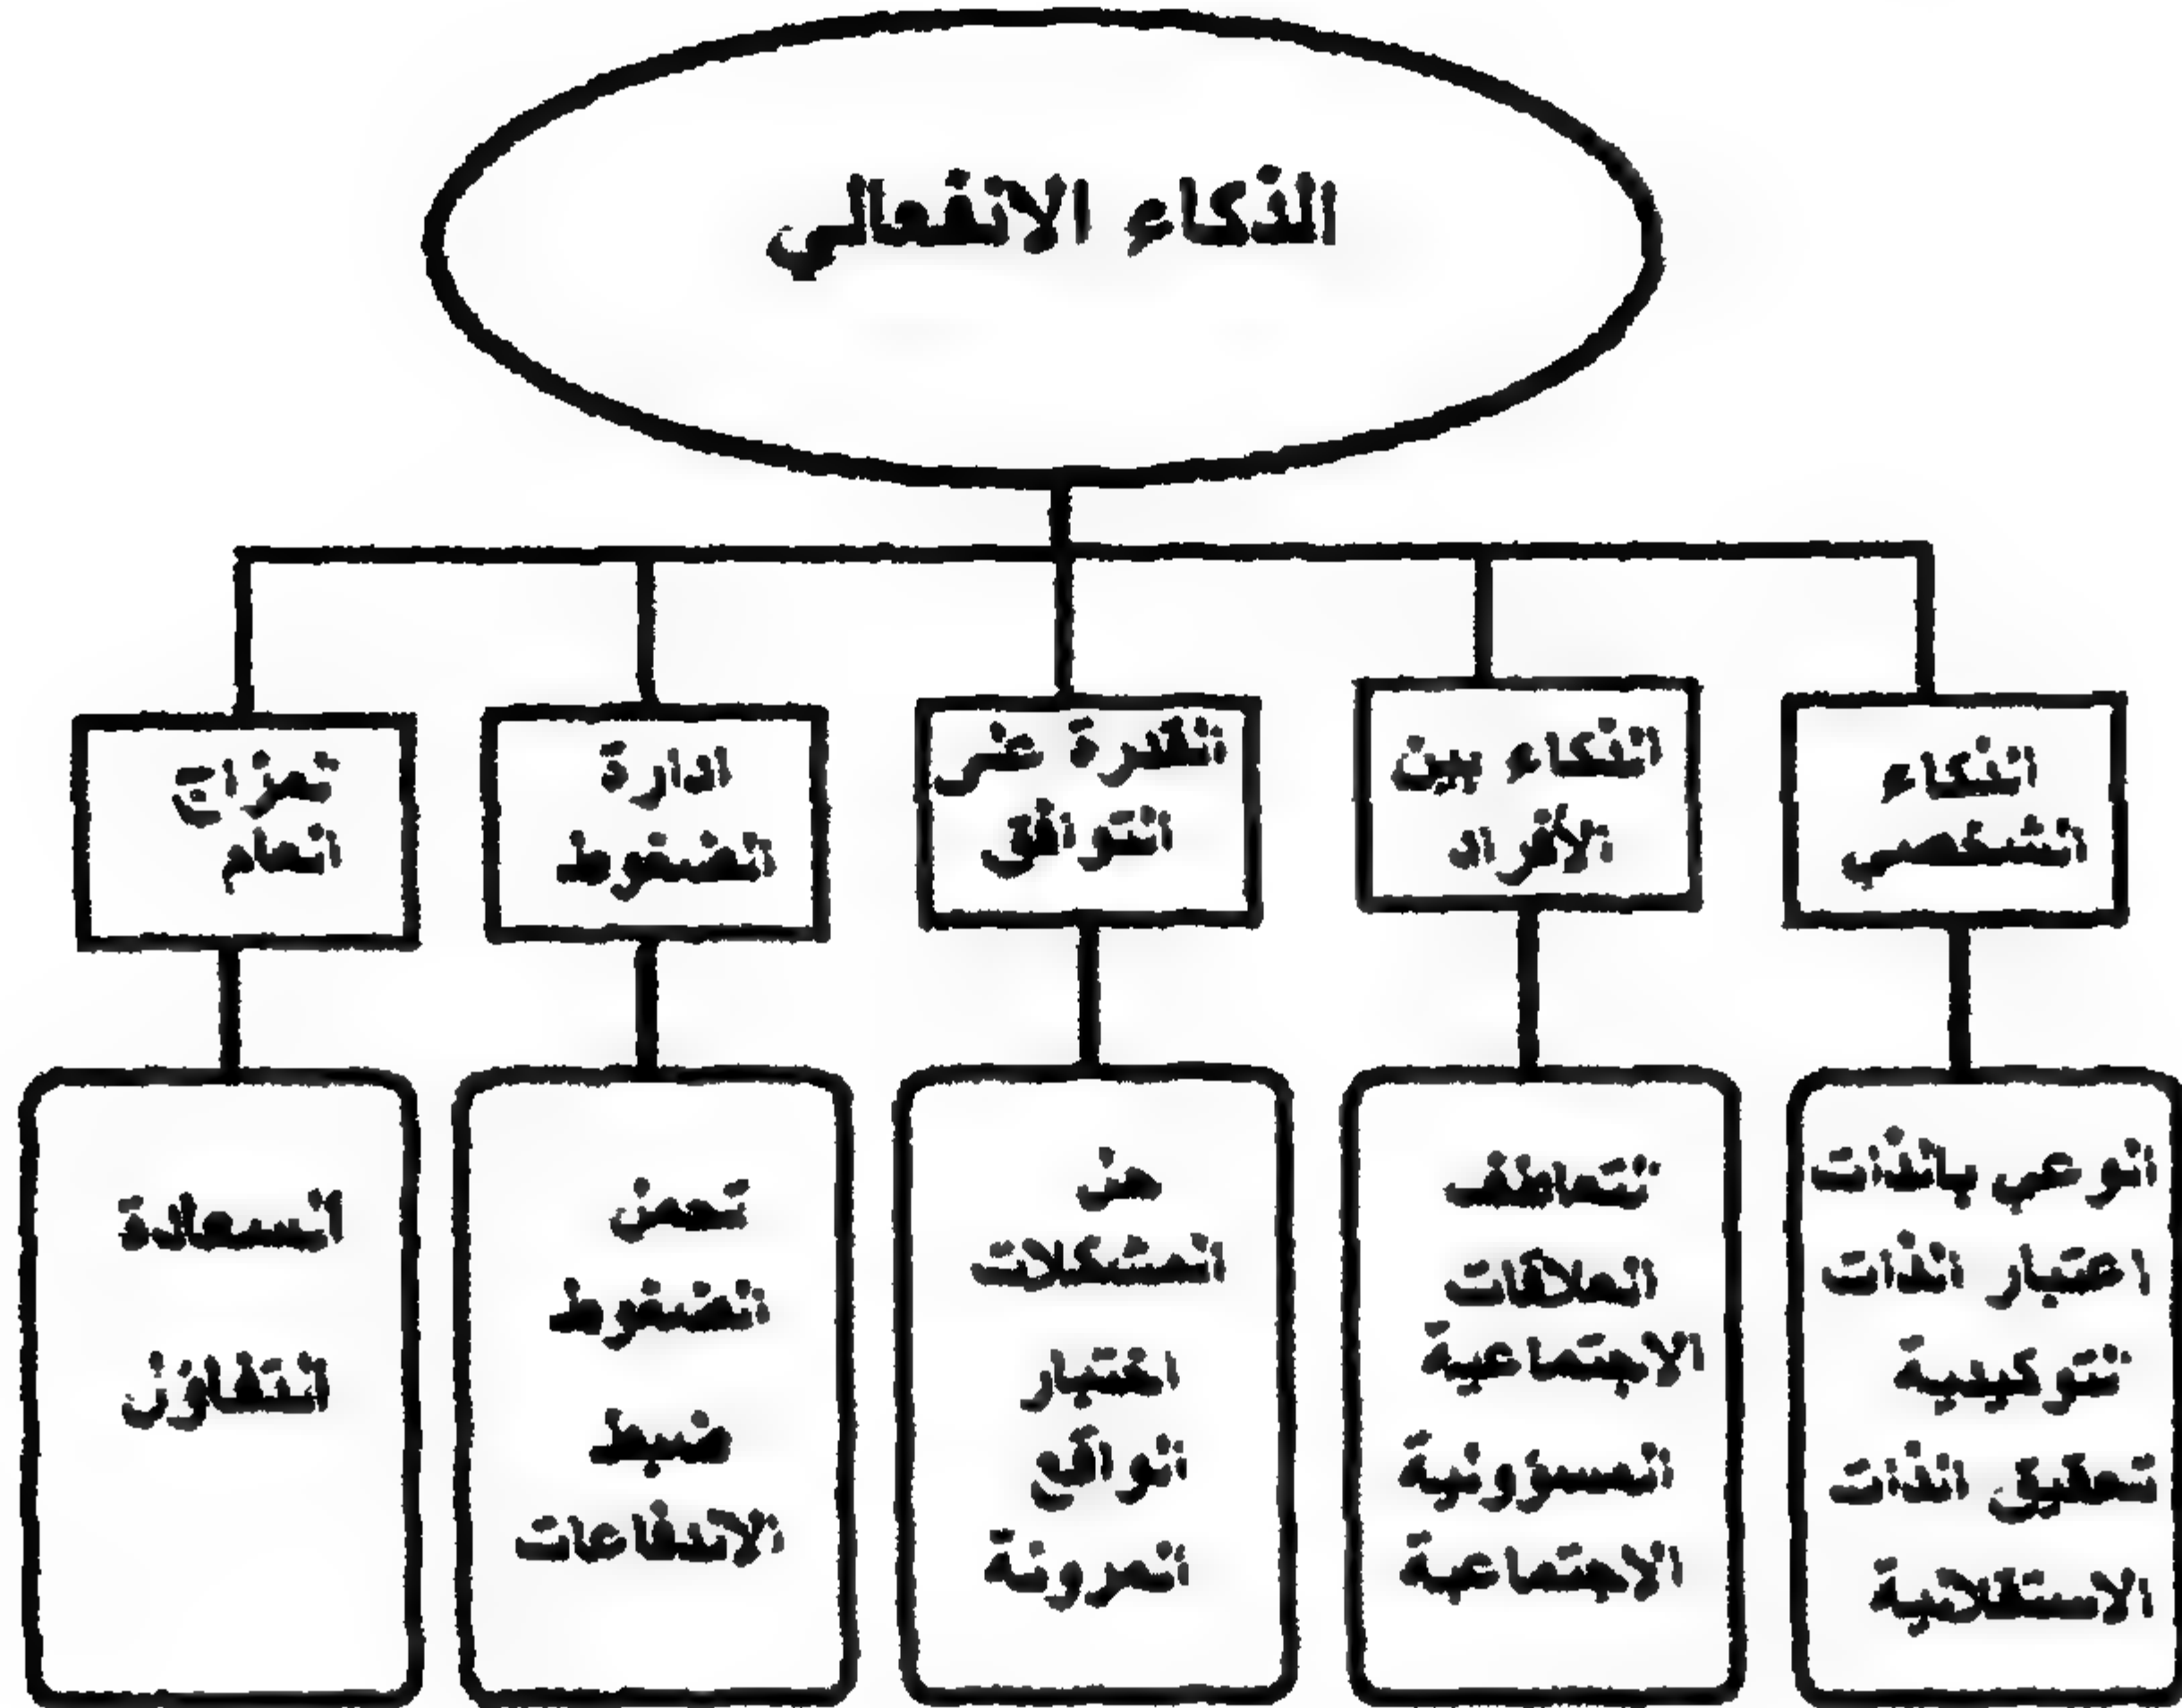 الذكاء الانفعالي
الذكاء
الشخصي
الذكاء بين
الأفراد
القدرة على
التوافق
ادارة
الضغوط
المزاج
العام
الوعي بالذات
اعتبار الذات
التوكيدية
تحقيق الذات
الاستقلالية
التعاطف
العلاقات
الاجتماعية
المسؤولية
الاجتماعية
حل
المشكلات
اختبار
الواقع
المرونة
تحمل
الضغوط
ضبط
الاندفاعات
السعادة
التفاؤل